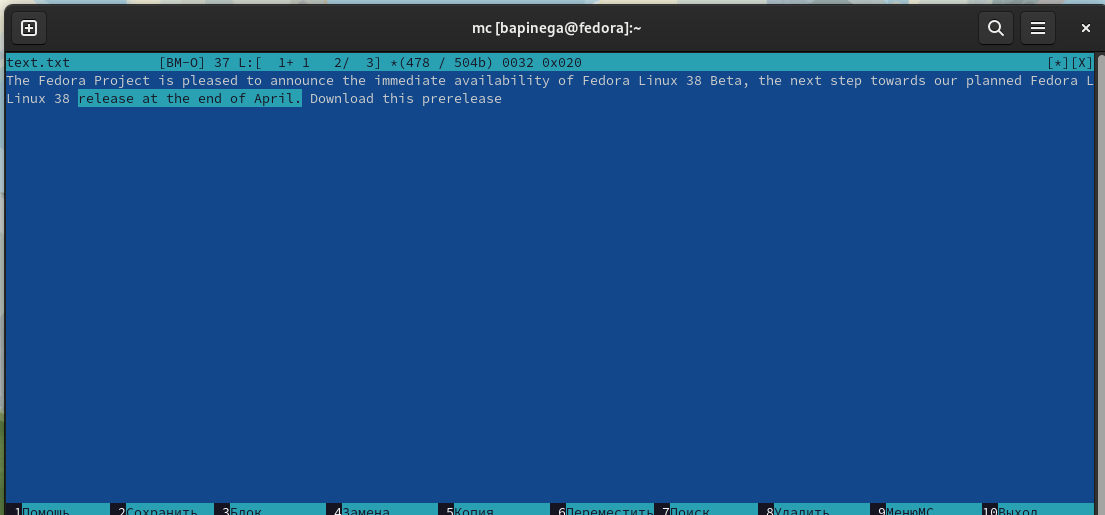 mc [bapinega@fedora]:~
text.txt [BM-O] 37 L:[ 1+ 1 2/ 3] *(478 / 504b) 0032 0x020 [*][X]
The Fedora Project is pleased to announce the immediate availability of Fedora Linux 38 Beta, the next step towards our planned Fedora L
Linux 38 release at the end of April. Download this prerelease
1Помощь 2Сохранить 3Блок 4Замена 5Копия 6Переместить 7Поиск 8Удалить 9МенюMC 10Выход